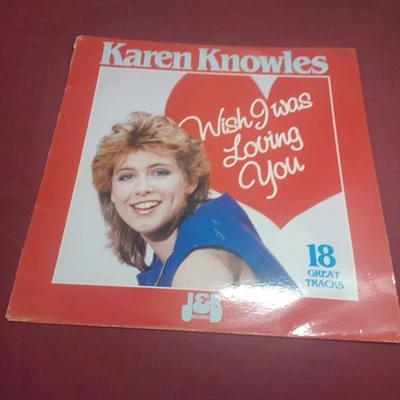 Karen Knowles
Wish I was
Loving
You
18
GREAT
TRACKS
J&B